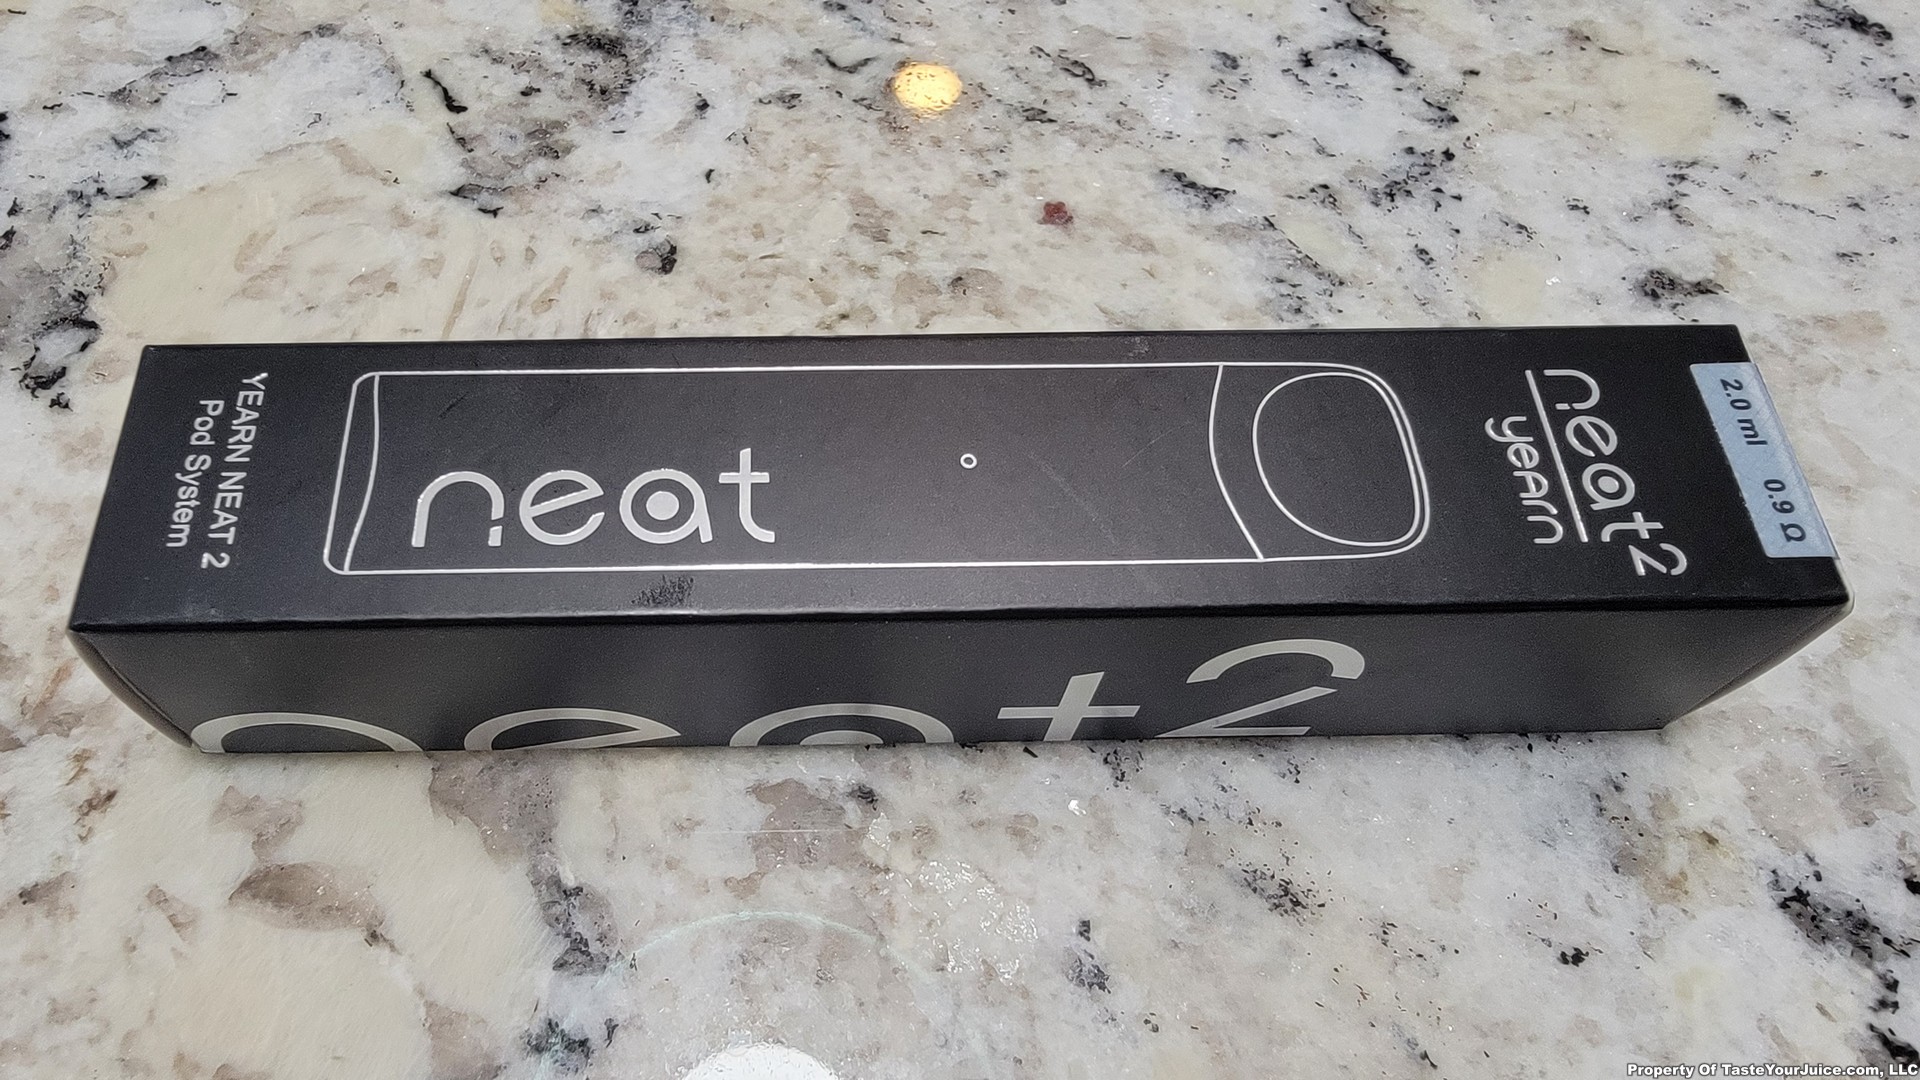 YEARN NEAT 2
Pod System
neat
neat2
yearn
2.0 ml 0.9 Ω
neat2
Property Of TasteYourJuice.com, LLC